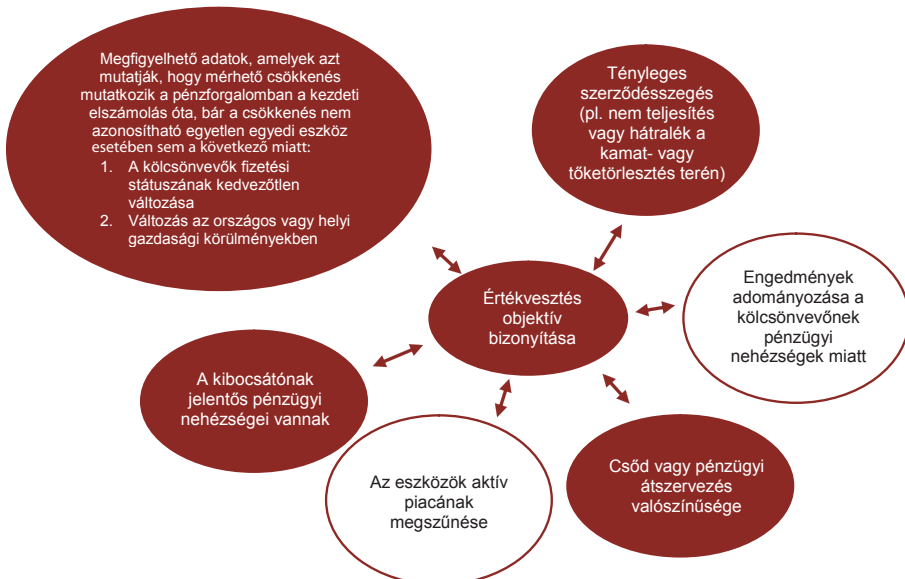 Megfigyelhető adatok, amelyek azt
mutatják, hogy mérhető csökkenés
mutatkozik a pénzforgalomban a kezdeti
elszámolás óta, bár a csökkenés nem
azonosítható egyetlen egyedi eszköz
esetében sem a következő miatt:
1. A kölcsönvevők fizetési
státuszának kedvezőtlen
változása
2. Változás az országos vagy helyi
gazdasági körülményekben
Tényleges
szerződésszegés
(pl. nem teljesítés
vagy hátralék a
kamat- vagy
tőketörlesztés terén)
Értékvesztés
objektív
bizonyítása
Engedmények
adományozása a
kölcsönvevőnek
pénzügyi
nehézségek miatt
A kibocsátónak
jelentős pénzügyi
nehézségei vannak
Az eszközök aktív
piacának
megszűnése
Csőd vagy pénzügyi
átszervezés
valószínűsége